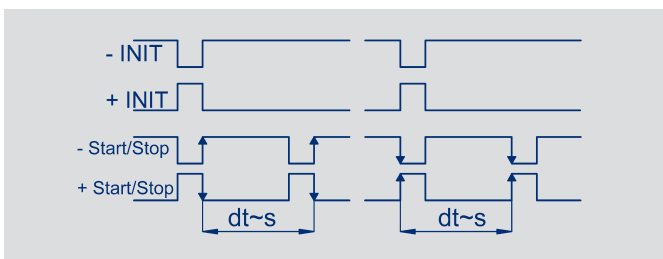 - INIT
+ INIT
- Start/Stop
+ Start/Stop
dt~s dt~s